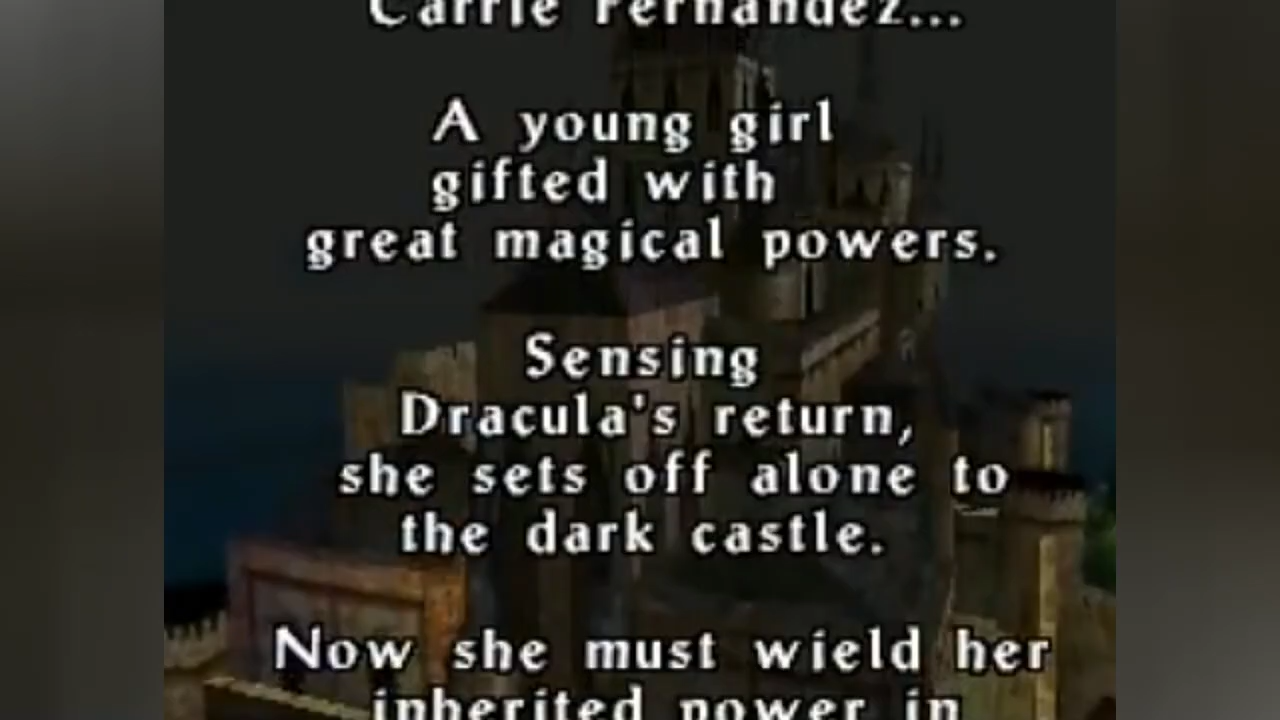 Carrie Fernandez...
A young girl
gifted with
great magical powers.
Sensing
Dracula's return,
she sets off alone to
the dark castle.
Now she must wield her
inherited power in